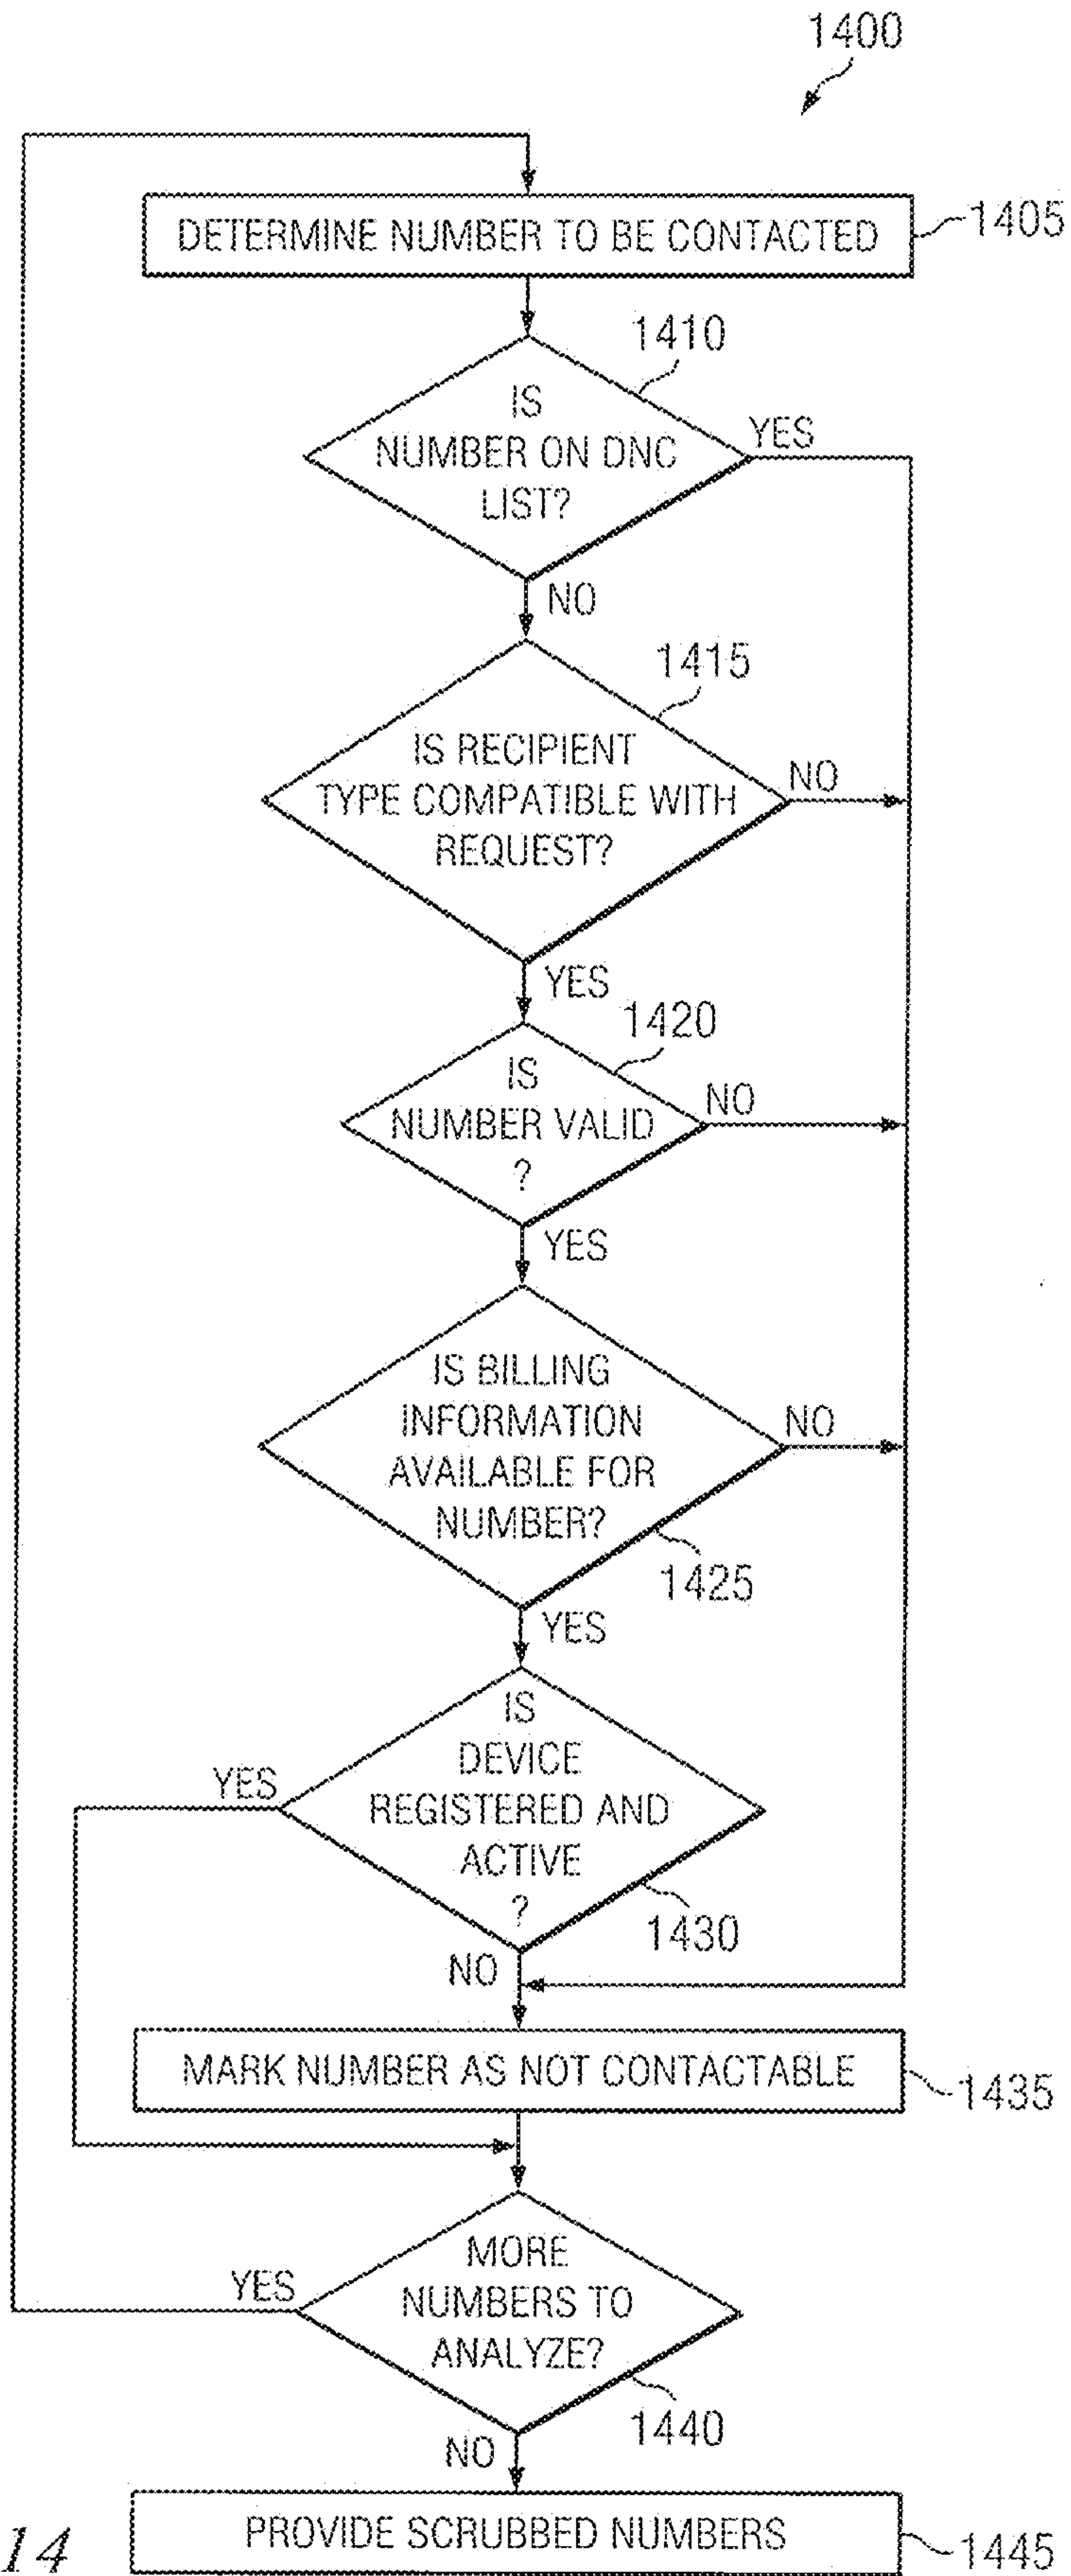 1400
DETERMINE NUMBER TO BE CONTACTED
1405
1410
IS
NUMBER ON DNC
LIST?
YES
NO
1415
IS RECIPIENT
TYPE COMPATIBLE WITH
REQUEST?
NO
YES
1420
IS
NUMBER VALID
?
NO
YES
IS BILLING
INFORMATION
AVAILABLE FOR
NUMBER?
NO
1425
YES
IS
DEVICE
REGISTERED AND
ACTIVE
?
YES
1430
NO
MARK NUMBER AS NOT CONTACTABLE
1435
MORE
NUMBERS TO
ANALYZE?
YES
1440
NO
PROVIDE SCRUBBED NUMBERS
1445
14